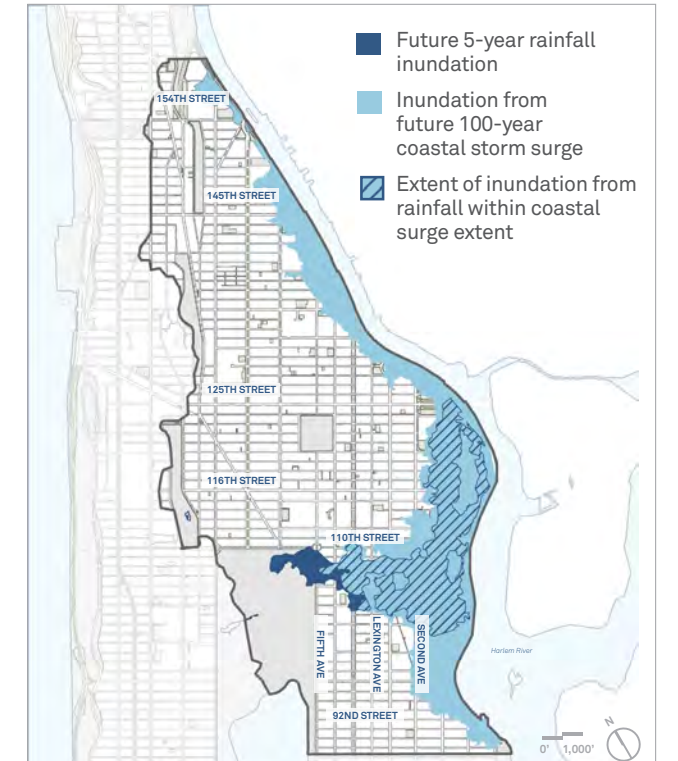 Future 5-year rainfall
inundation
Inundation from
future 100-year
coastal storm surge
Extent of inundation from
rainfall within coastal
surge extent
154TH STREET
145TH STREET
125TH STREET
116TH STREET
110TH STREET
FIFTH AVE
LEXINGTON AVE
SECOND AVE
Harlem River
92ND STREET
N
0' 1,000'